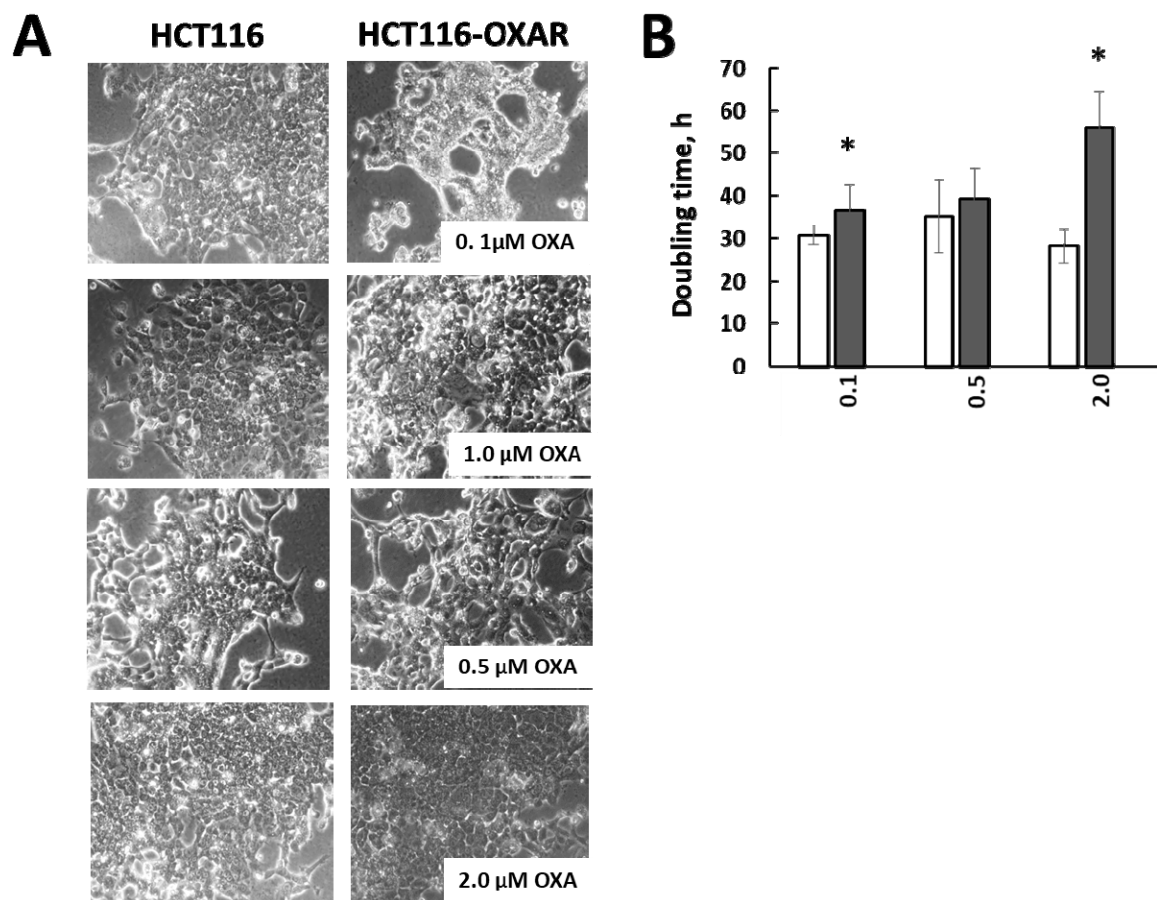 A
HCT116
HCT116-OXAR
0. 1µM OXA
1.0 µM OXA
0.5 µM OXA
2.0 µM OXA
B
Doubling time, h
70
60
50
40
30
20
10
0
*
*
0.1
0.5
2.0